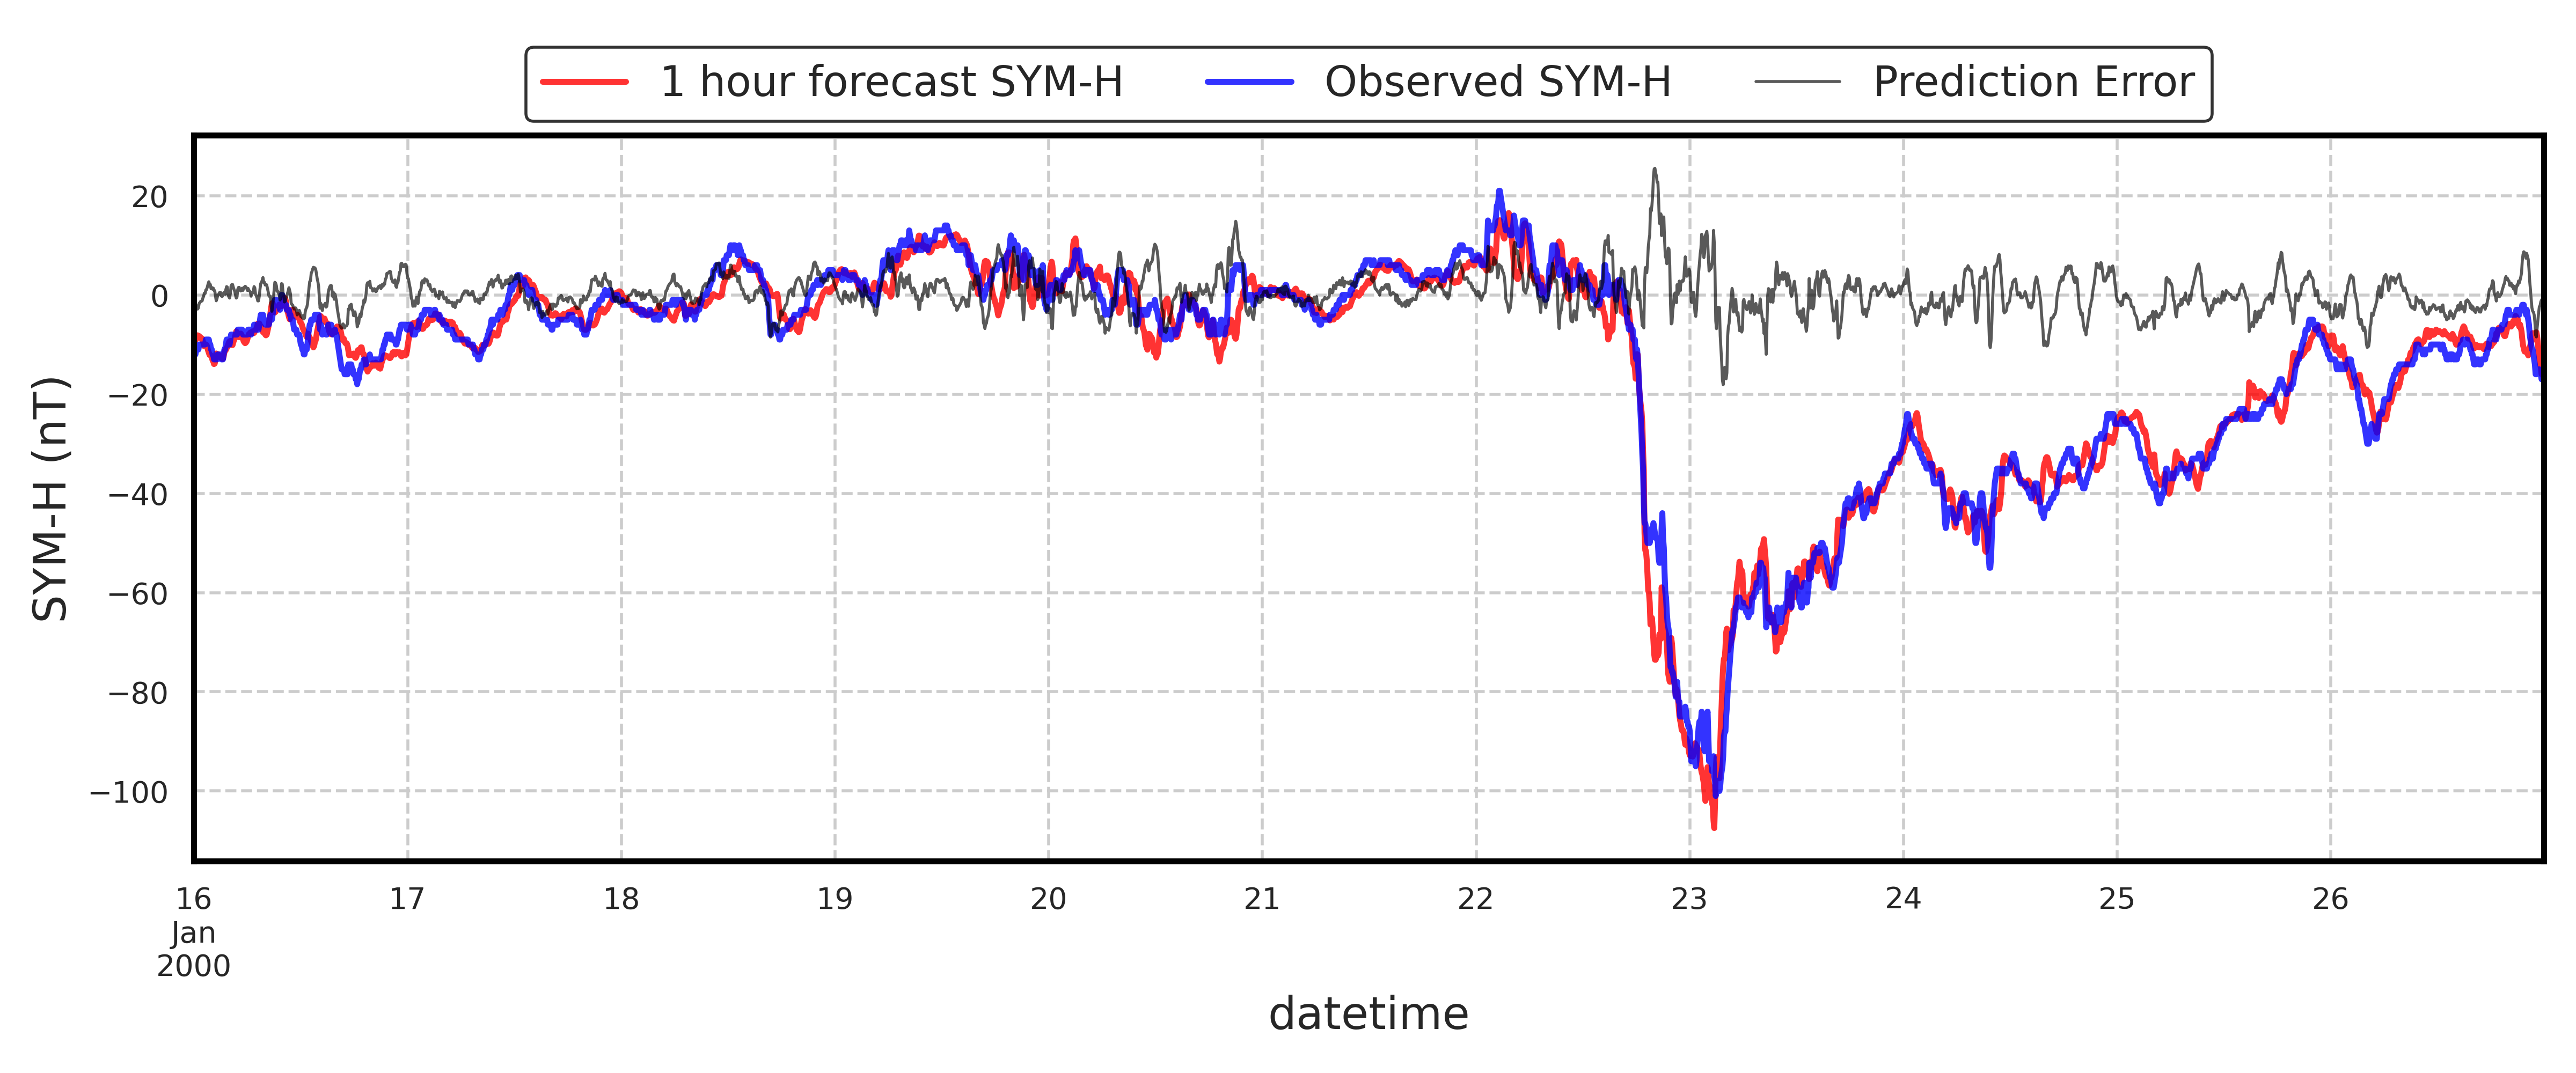 1 hour forecast SYM-H Observed SYM-H Prediction Error
SYM-H (nT)
20
0
−20
−40
−60
−80
−100
16 17 18 19 20 21 22 23 24 25 26
Jan
2000
datetime